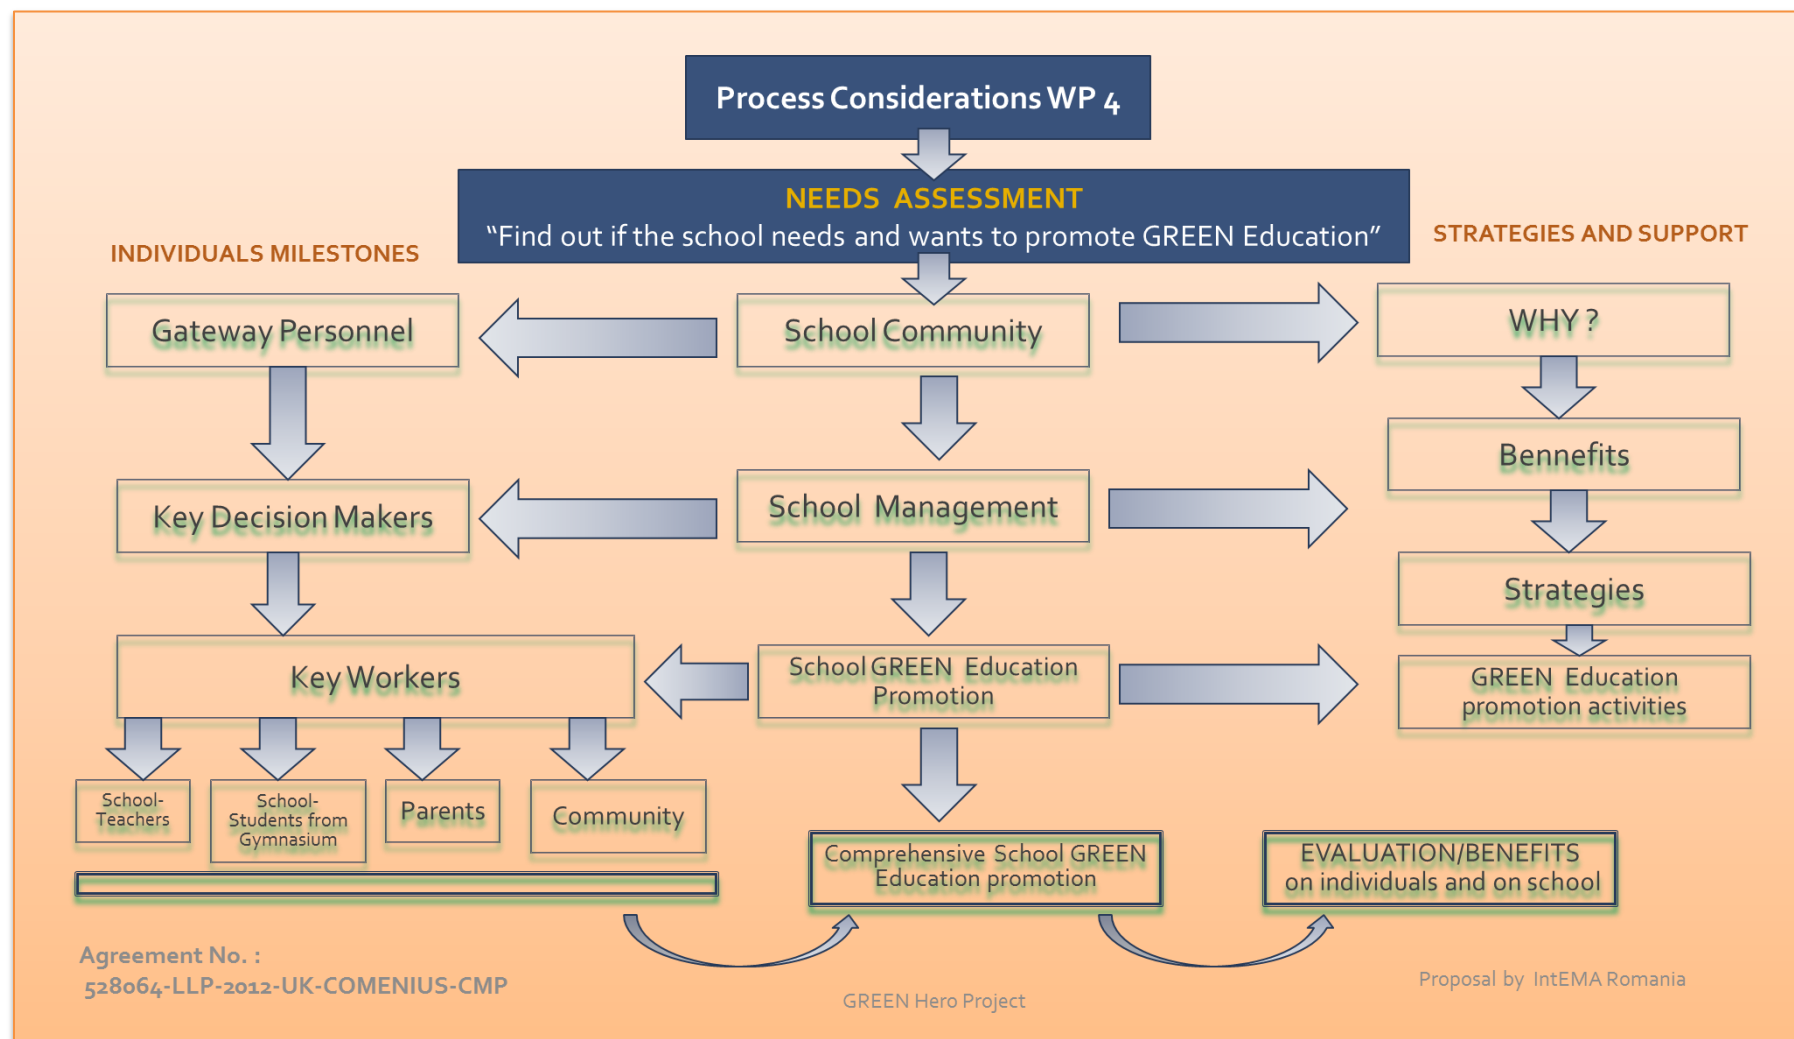 Process Considerations WP 4
NEEDS ASSESSMENT
“Find out if the school needs and wants to promote GREEN Education”
INDIVIDUALS MILESTONES
STRATEGIES AND SUPPORT
Gateway Personnel
School Community
WHY ?
Bennefits
Key Decision Makers
School Management
Strategies
Key Workers
School GREEN Education
Promotion
GREEN Education
promotion activities
School-
Teachers
School-
Students from
Gymnasium
Parents
Community
Comprehensive School GREEN
Education promotion
EVALUATION/BENEFITS
on individuals and on school
Agreement No. :
528064-LLP-2012-UK-COMENIUS-CMP
GREEN Hero Project
Proposal by IntEMA Romania